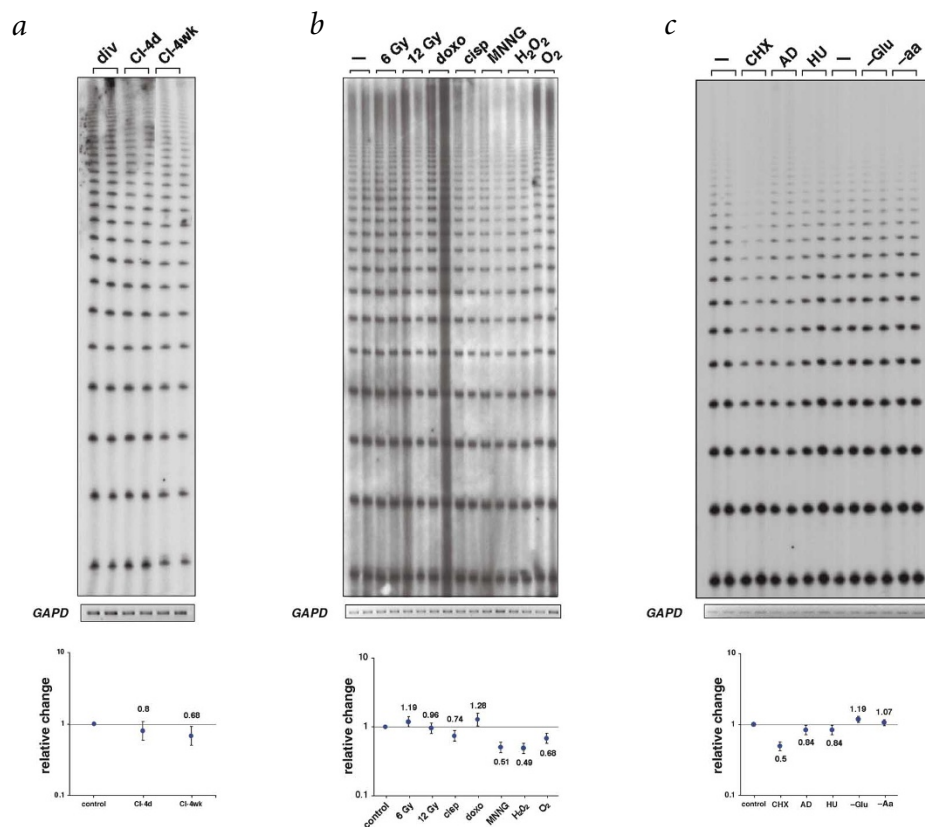 a
div CI-4d CI-4wk
GAPD
relative change
10
1
0.1
0.8
0.68
control CI-4d CI-4wk
b
– 6 Gy 12 Gy doxo cisp MNNG H₂O₂ O₂
GAPD
relative change
10
1
0.1
1.19
0.96
0.74
1.28
0.51
0.49
0.68
control 6 Gy 12 Gy cisp doxo MNNG H₂O₂ O₂
c
– CHX AD HU – –Glu –aa
GAPD
relative change
10
1
0.1
0.5
0.84
0.84
1.19
1.07
control CHX AD HU –Glu –Aa